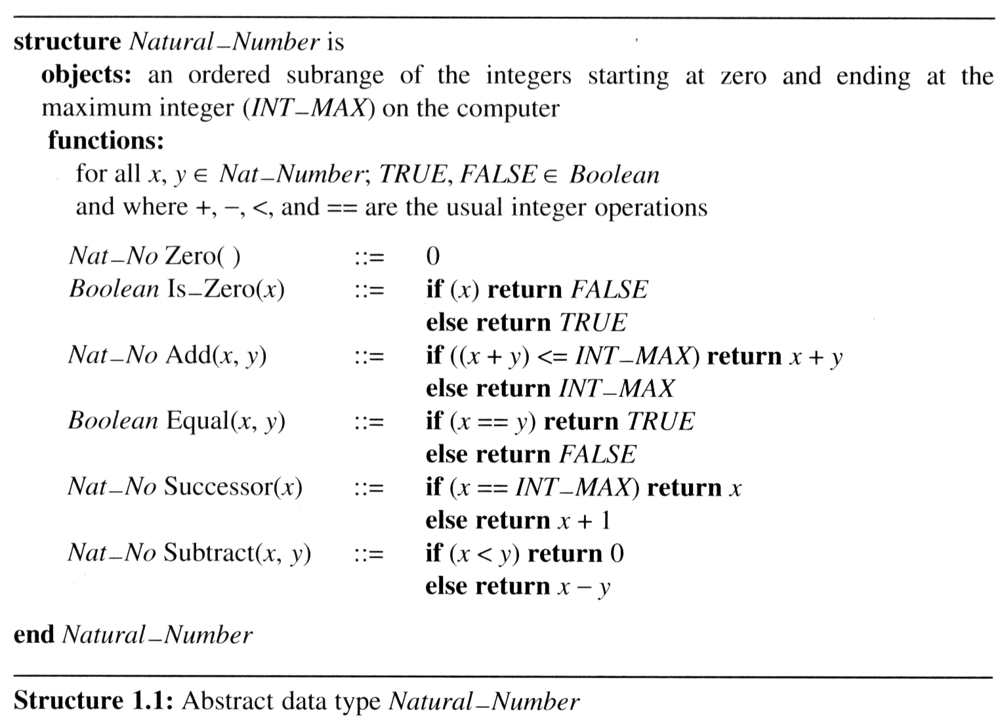 structure Natural_Number is
objects: an ordered subrange of the integers starting at zero and ending at the
maximum integer (INT_MAX) on the computer
functions:
for all x, y ∈ Nat_Number; TRUE, FALSE ∈ Boolean
and where +, −, <, and == are the usual integer operations
Nat_No Zero( ) ::= 0
Boolean Is_Zero(x) ::= if (x) return FALSE
else return TRUE
Nat_No Add(x, y) ::= if ((x + y) <= INT_MAX) return x + y
else return INT_MAX
Boolean Equal(x, y) ::= if (x == y) return TRUE
else return FALSE
Nat_No Successor(x) ::= if (x == INT_MAX) return x
else return x + 1
Nat_No Subtract(x, y) ::= if (x < y) return 0
else return x − y
end Natural_Number
Structure 1.1: Abstract data type Natural_Number